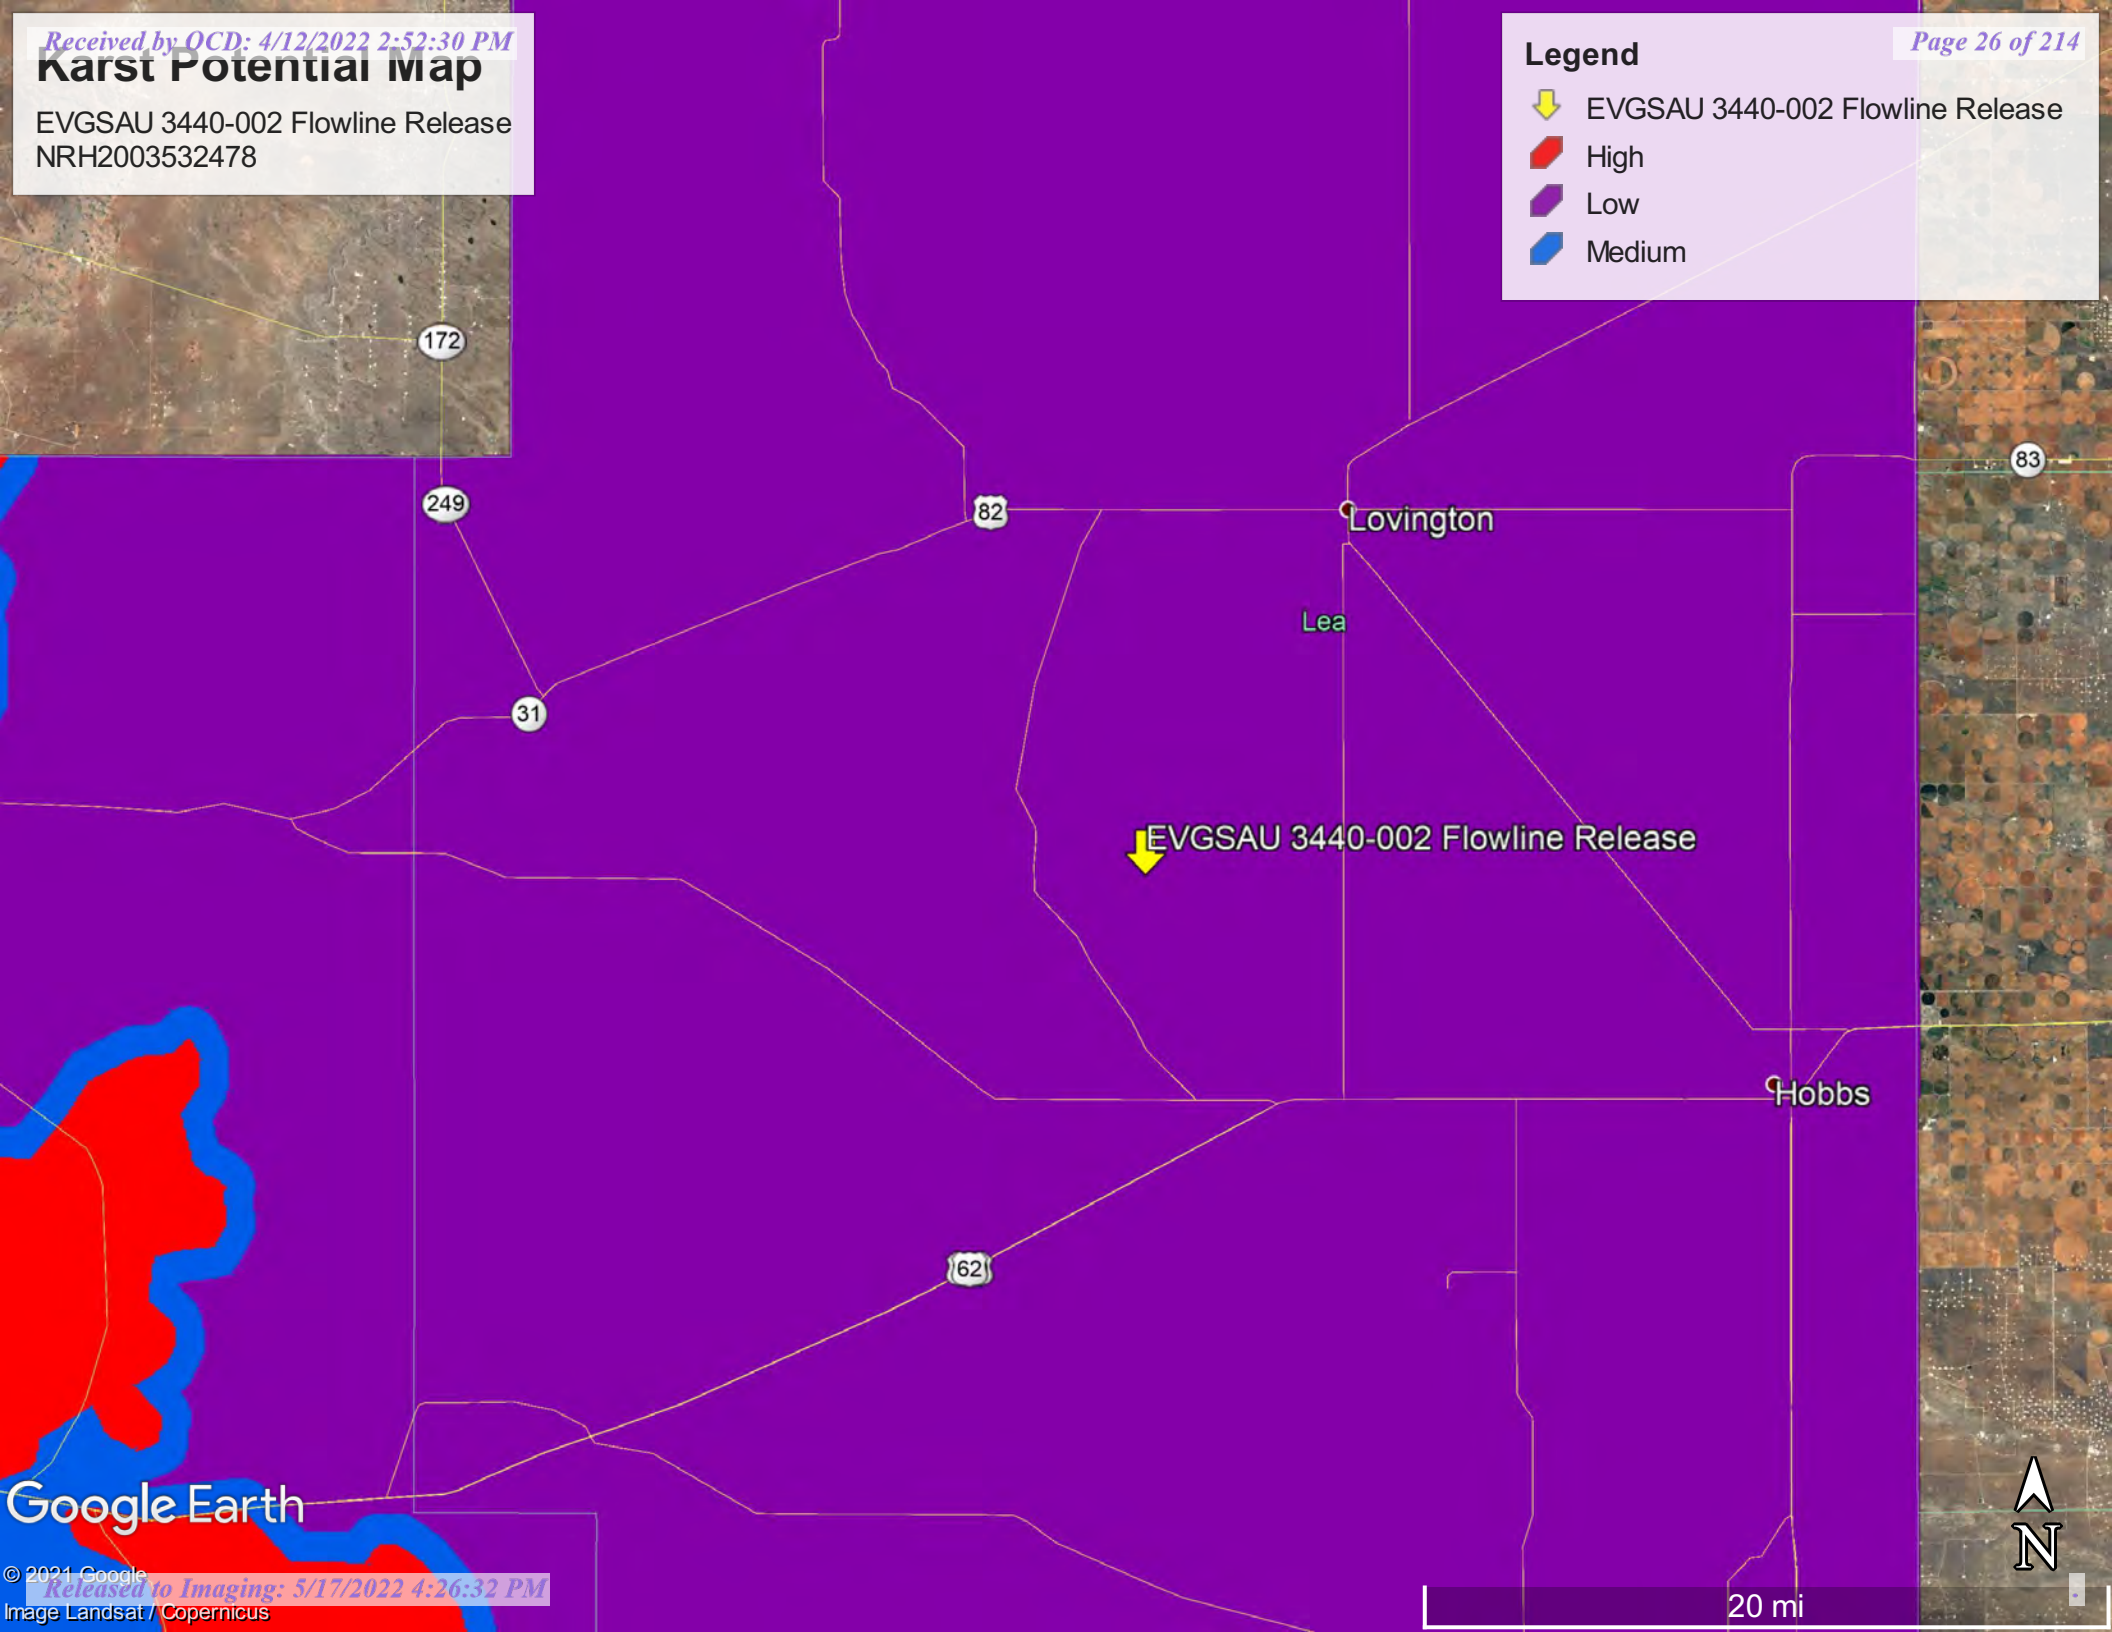 Received by OCD: 4/12/2022 2:52:30 PM
Page 26 of 214
Karst Potential Map
EVGSAU 3440-002 Flowline Release
NRH2003532478
Legend
EVGSAU 3440-002 Flowline Release
High
Low
Medium
172
83
249
82
Lovington
Lea
31
EVGSAU 3440-002 Flowline Release
Hobbs
62
Google Earth
N
© 2021 Google
Released to Imaging: 5/17/2022 4:26:32 PM
Image Landsat / Copernicus
20 mi